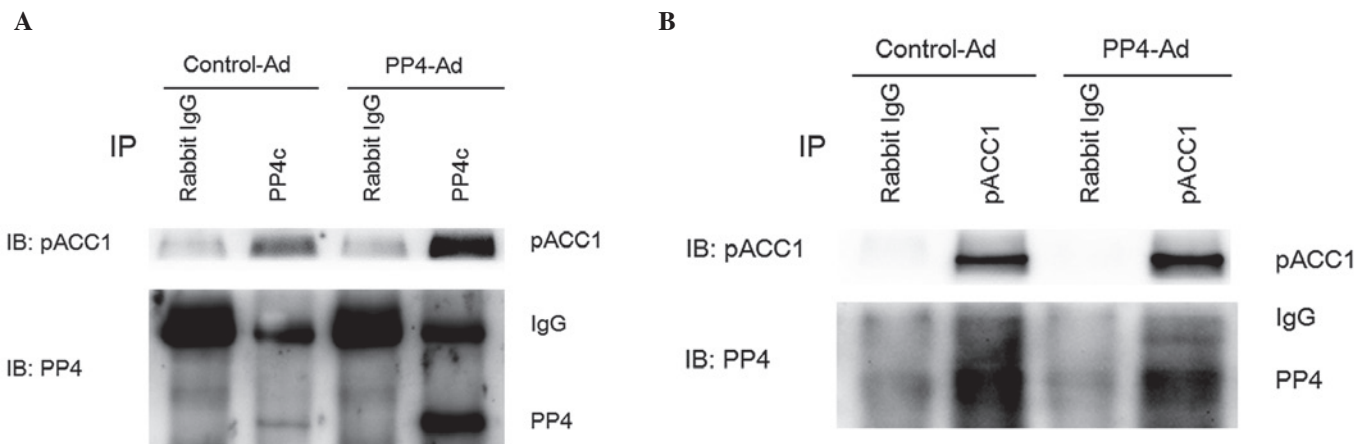 A
Control-Ad
PP4-Ad
IP
Rabbit IgG
PP4c
Rabbit IgG
PP4c
IB: pACC1
pACC1
IgG
IB: PP4
PP4
B
Control-Ad
PP4-Ad
IP
Rabbit IgG
pACC1
Rabbit IgG
pACC1
IB: pACC1
pACC1
IgG
IB: PP4
PP4